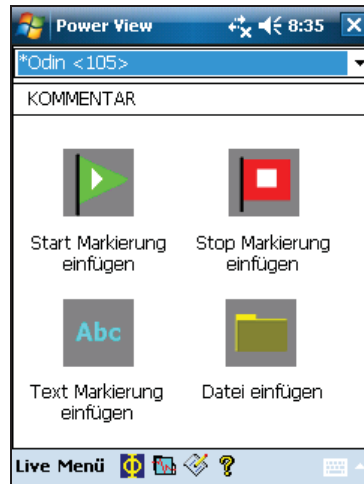 Power View 8:35
*Odin <105>
KOMMENTAR
Start Markierung
einfügen
Stop Markierung
einfügen
Abc
Text Markierung
einfügen
Datei einfügen
Live Menü